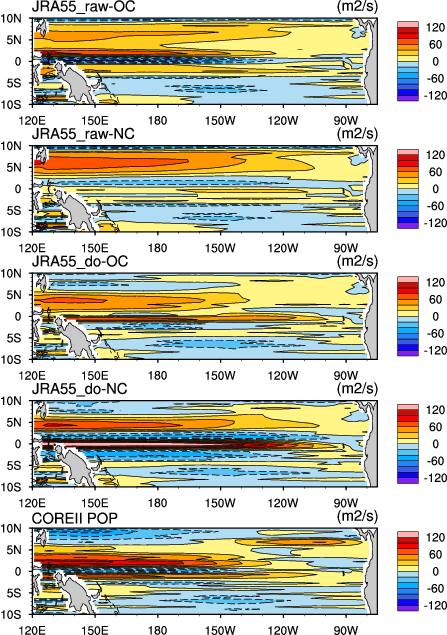 JRA55_raw-OC (m2/s)
10N
5N
0
5S
10S
120E 150E 180 150W 120W 90W
120
60
0
-60
-120
JRA55_raw-NC (m2/s)
10N
5N
0
5S
10S
120E 150E 180 150W 120W 90W
120
60
0
-60
-120
JRA55_do-OC (m2/s)
10N
5N
0
5S
10S
120E 150E 180 150W 120W 90W
120
60
0
-60
-120
JRA55_do-NC (m2/s)
10N
5N
0
5S
10S
120E 150E 180 150W 120W 90W
120
60
0
-60
-120
COREII POP (m2/s)
10N
5N
0
5S
10S
120E 150E 180 150W 120W 90W
120
60
0
-60
-120